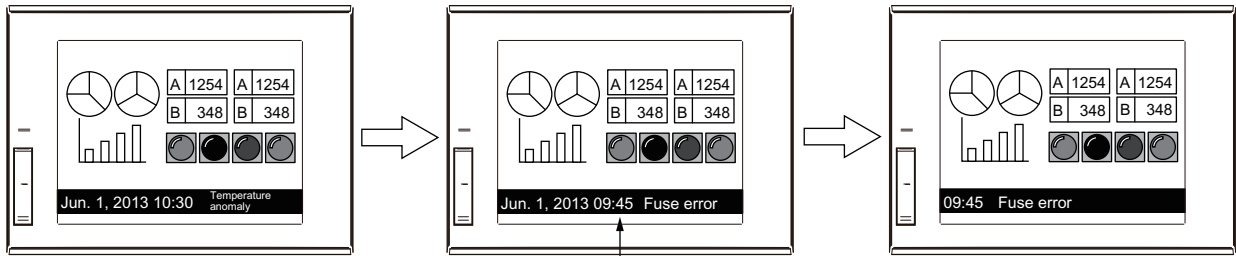 A 1254 A 1254
B 348 B 348
Jun. 1, 2013 10:30 Temperature
anomaly
A 1254 A 1254
B 348 B 348
Jun. 1, 2013 09:45 Fuse error
A 1254 A 1254
B 348 B 348
09:45 Fuse error